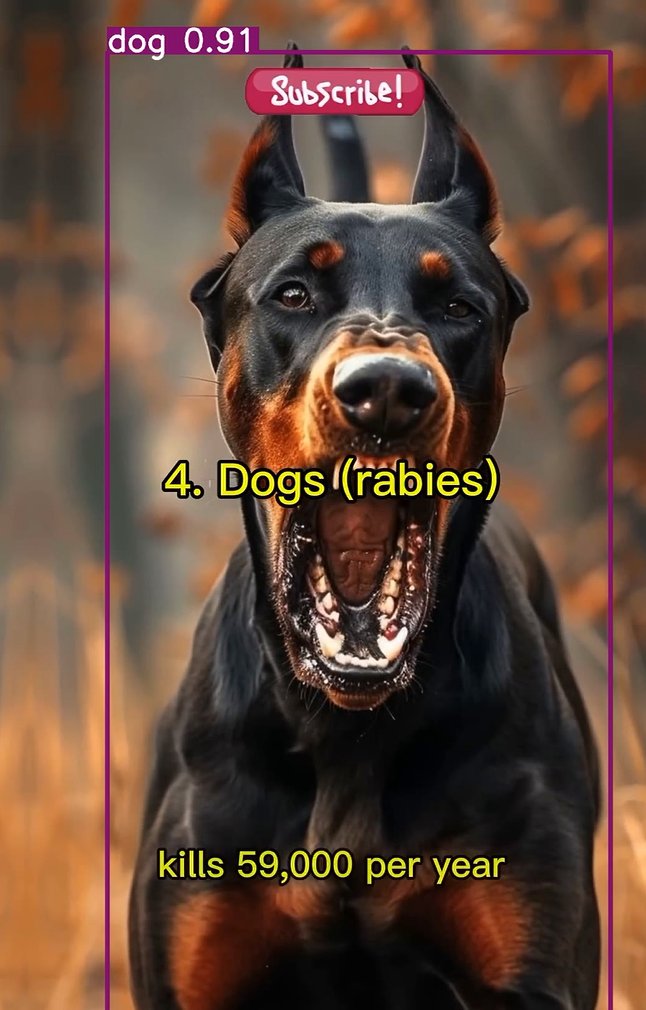 dog 0.91
Subscribe!
4. Dogs (rabies)
kills 59,000 per year